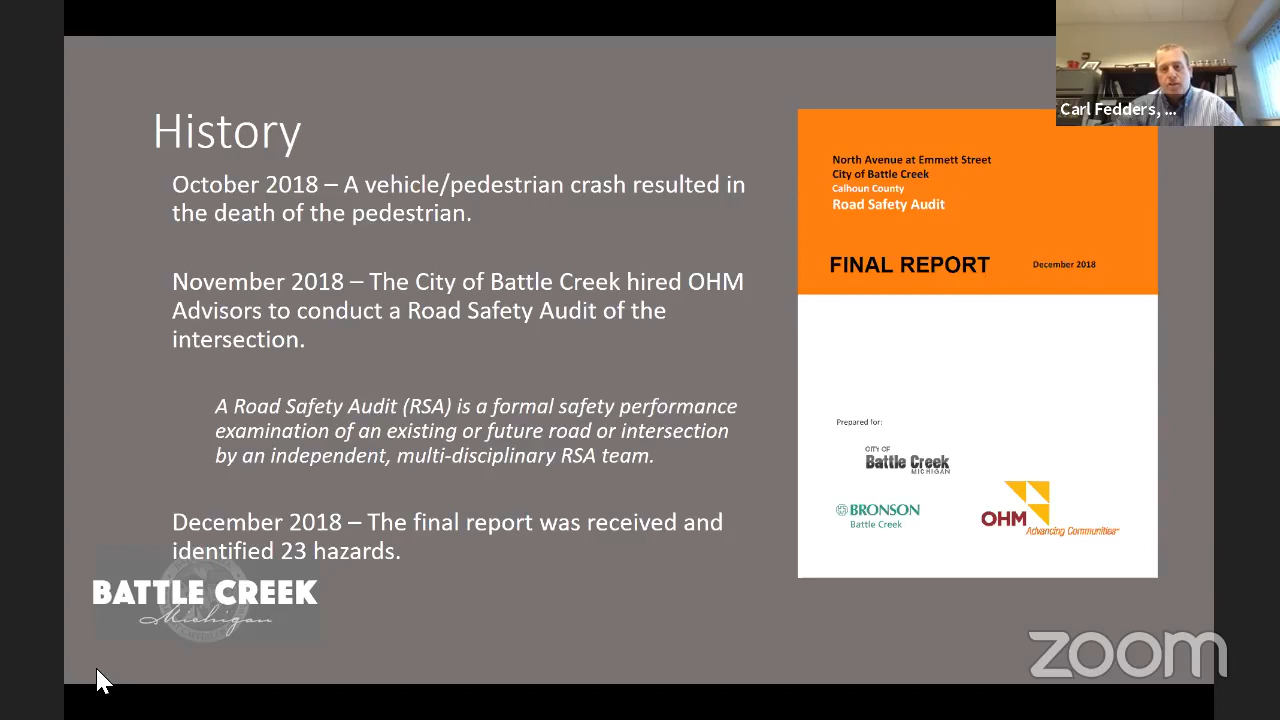 History
October 2018 – A vehicle/pedestrian crash resulted in
the death of the pedestrian.
November 2018 – The City of Battle Creek hired OHM
Advisors to conduct a Road Safety Audit of the
intersection.
A Road Safety Audit (RSA) is a formal safety performance
examination of an existing or future road or intersection
by an independent, multi-disciplinary RSA team.
December 2018 – The final report was received and
identified 23 hazards.
BATTLE CREEK
Michigan
Carl Fedders, ...
North Avenue at Emmett Street
City of Battle Creek
Calhoun County
Road Safety Audit
FINAL REPORT December 2018
Prepared for:
CITY OF
Battle Creek
MICHIGAN
BRONSON
Battle Creek
OHM
Advancing Communities
zoom